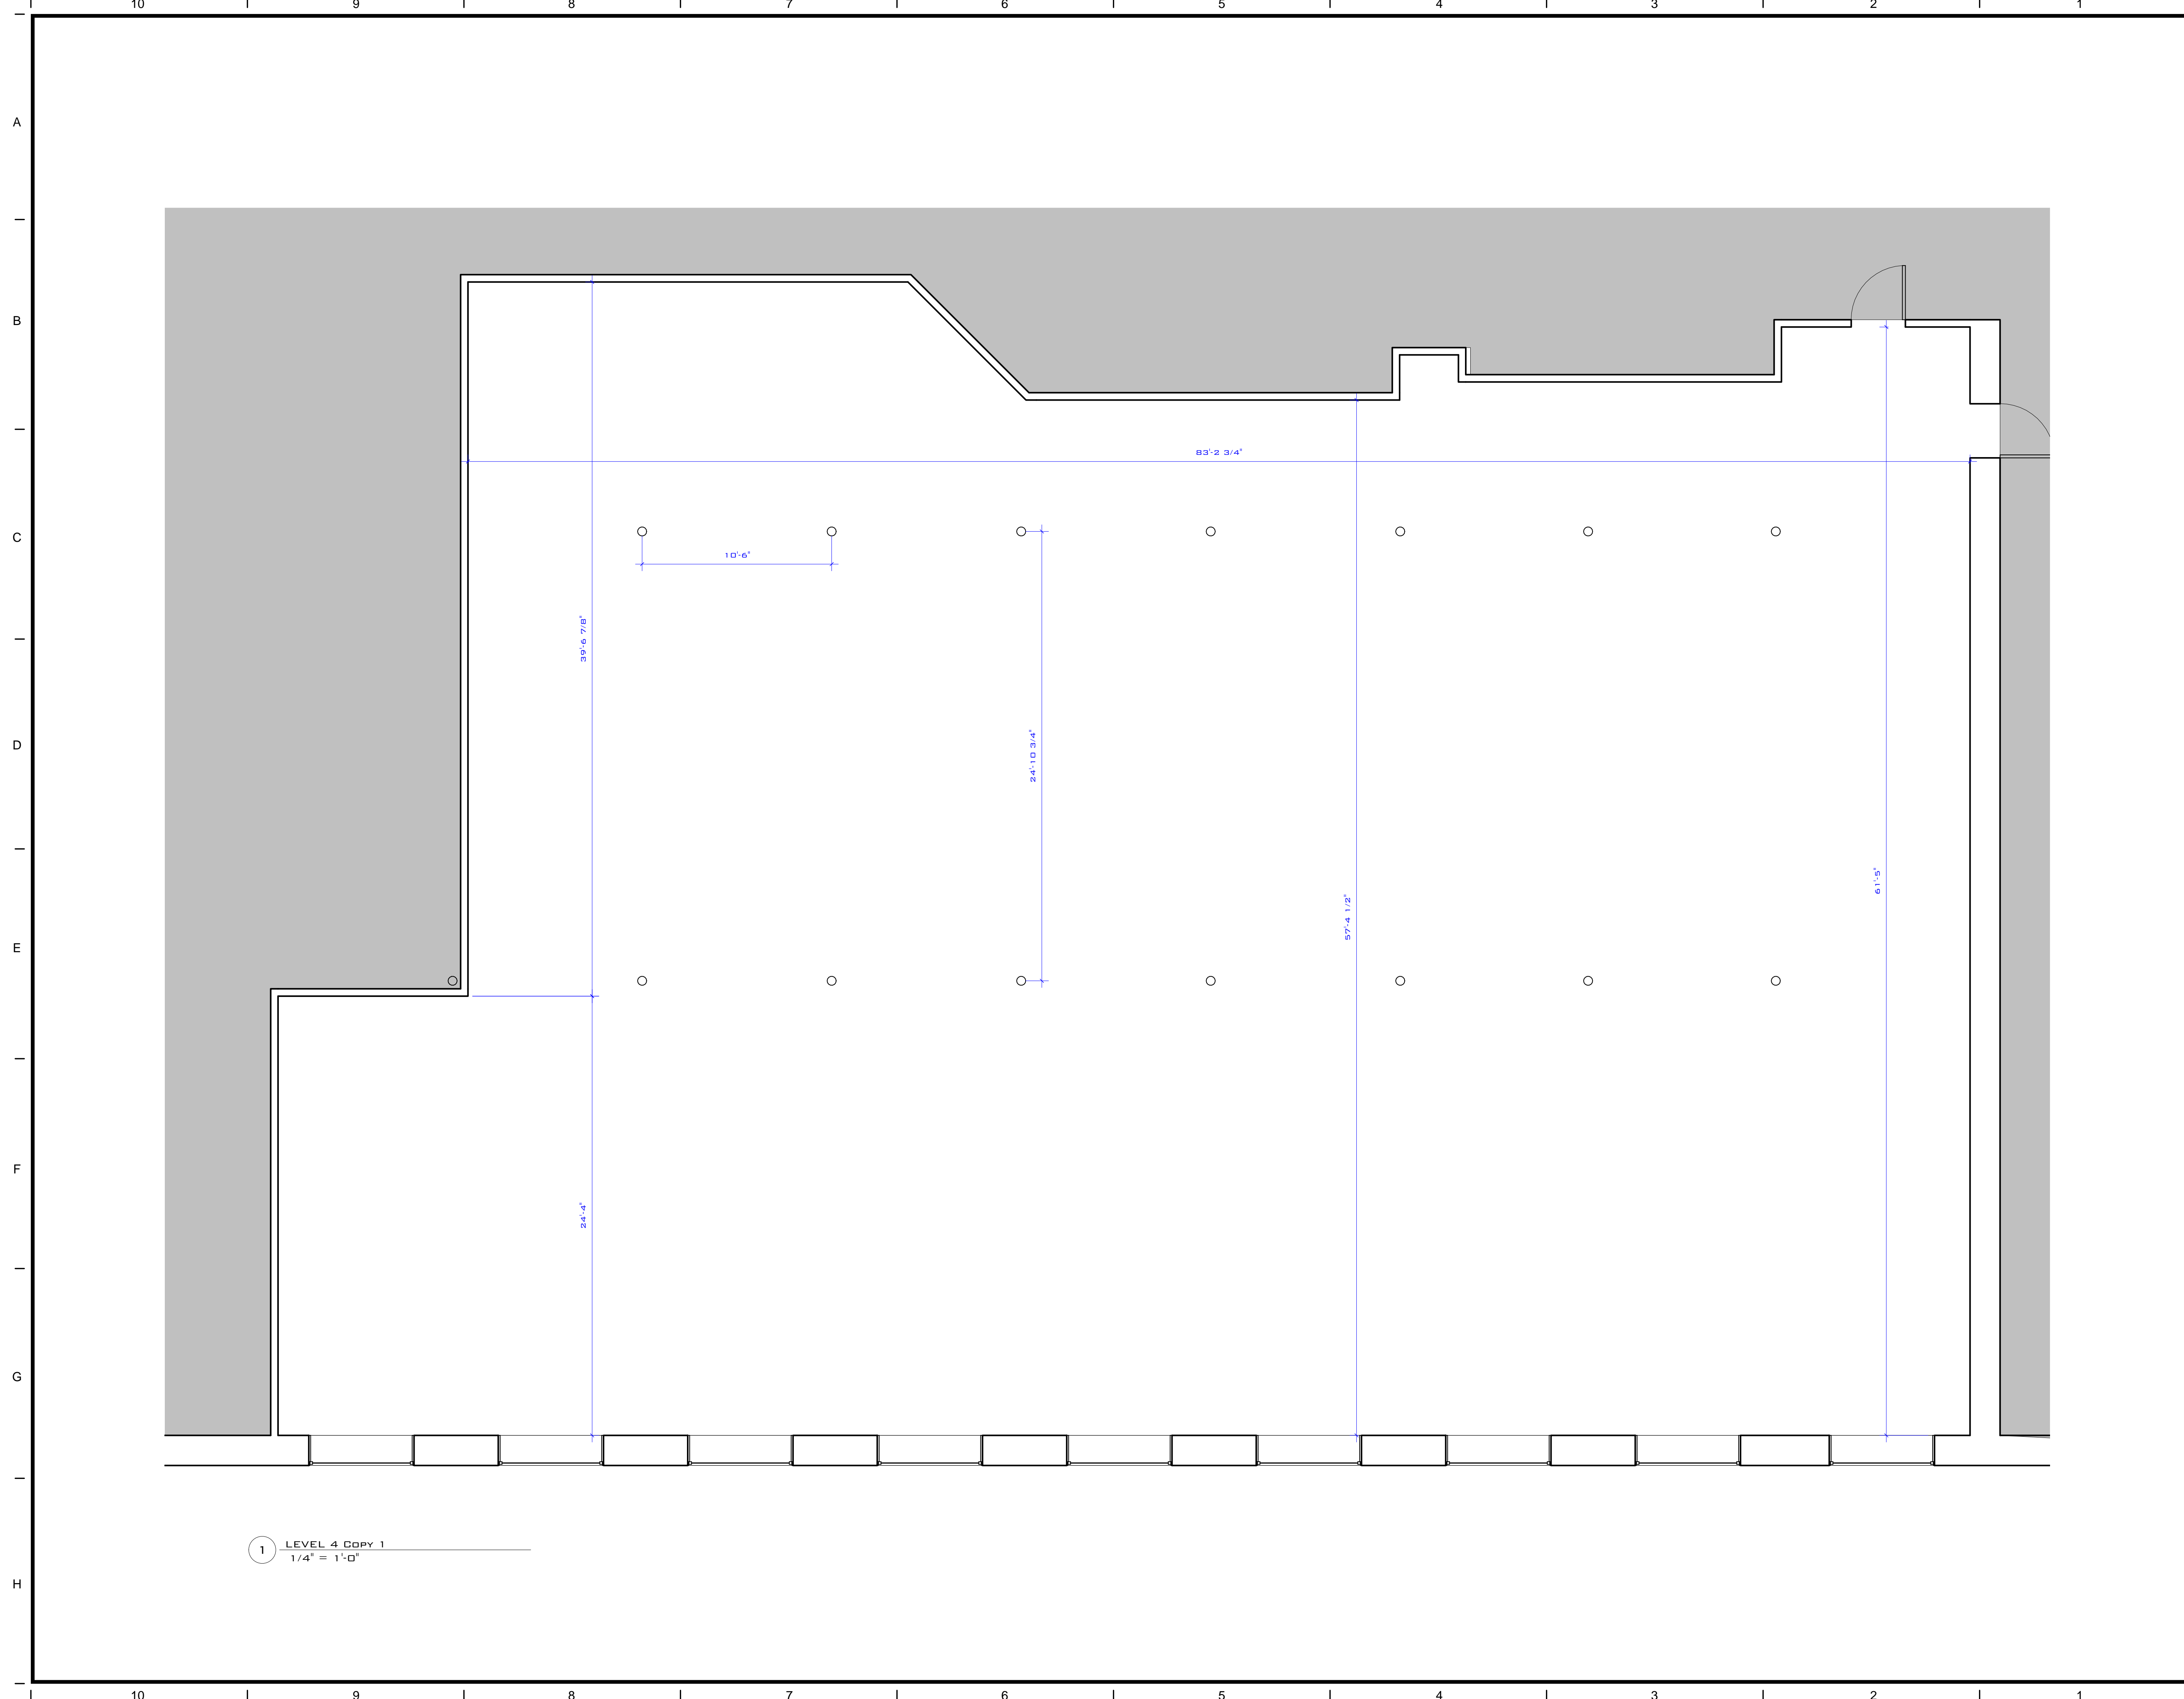 10 9 8 7 6 5 4 3 2 1
A
B
83'-2 3/4"
C
10'-6"
39'-6 7/8"
D
24'-10 3/4"
61'-5"
57'-4 1/2"
E
F
24'-4"
G
1 LEVEL 4 Copy 1
1/4" = 1'-0"
H
10 9 8 7 6 5 4 3 2 1